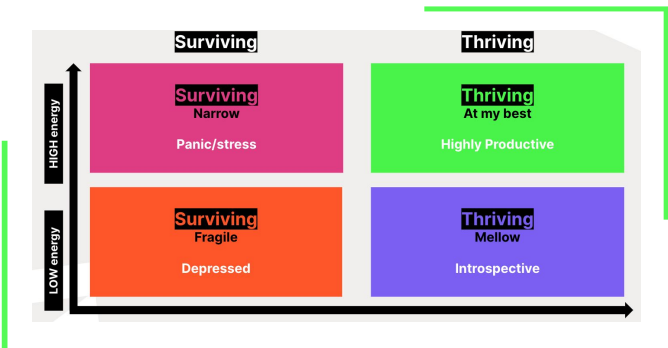 Surviving
Thriving
HIGH energy
Surviving
Narrow
Panic/stress
Thriving
At my best
Highly Productive
LOW energy
Surviving
Fragile
Depressed
Thriving
Mellow
Introspective